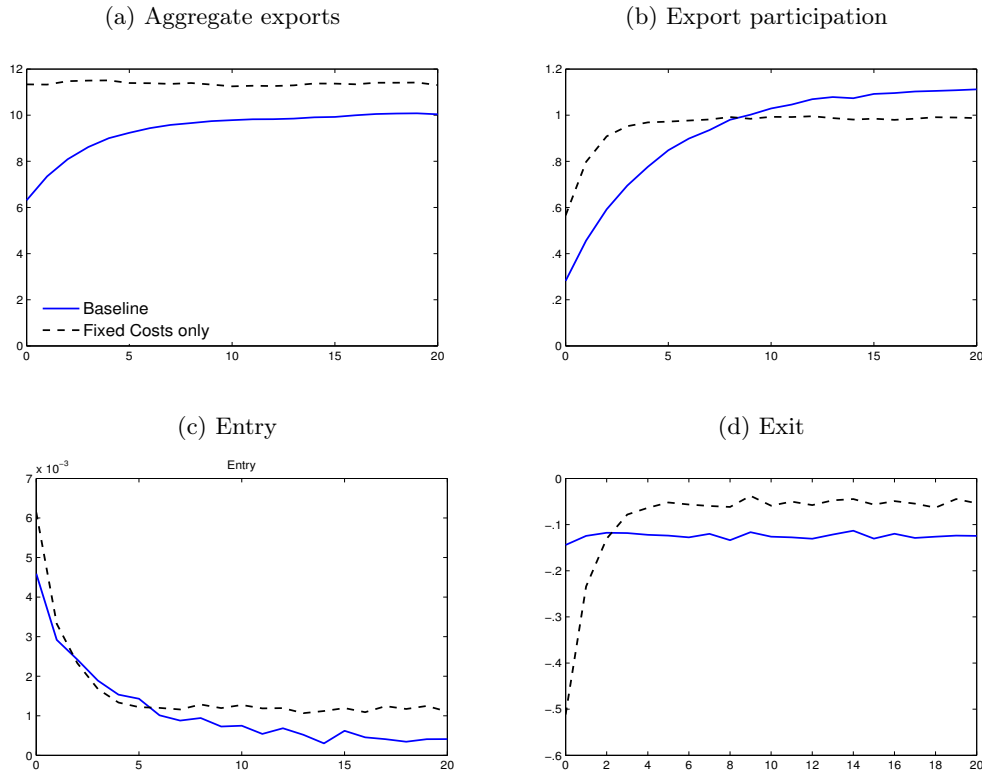 (a) Aggregate exports
(b) Export participation
12
10
8
6
4
2
0
0 5 10 15 20
Baseline
Fixed Costs only
1.2
1
.8
.6
.4
.2
0
0 5 10 15 20
(c) Entry
(d) Exit
Entry
x 10⁻³
7
6
5
4
3
2
1
0
0 5 10 15 20
0
−.1
−.2
−.3
−.4
−.5
−.6
0 2 4 6 8 10 12 14 16 18 20